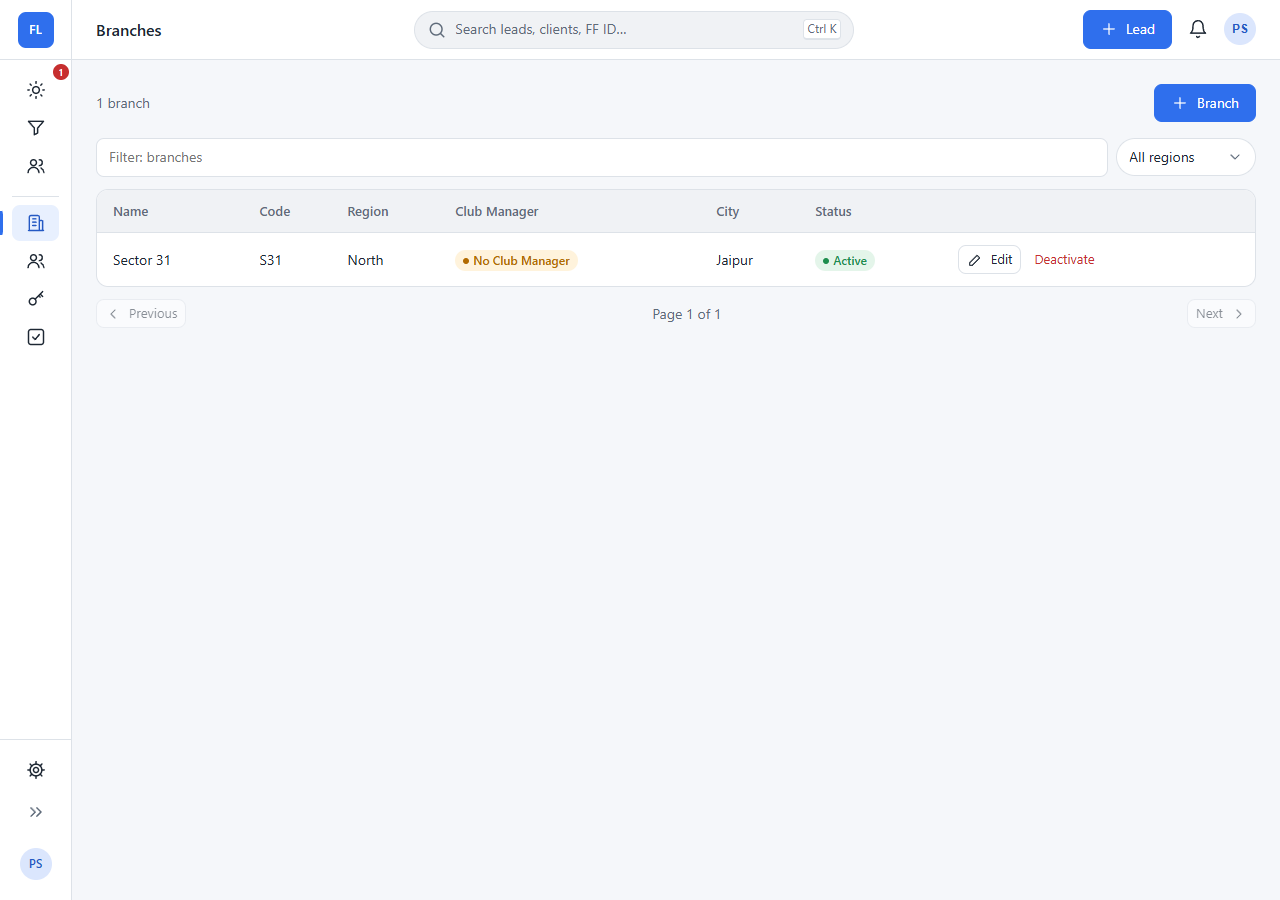 FL
Branches
Search leads, clients, FF ID...
Ctrl K
Lead
PS
1
1 branch
Branch
Filter: branches
All regions
Name Code Region Club Manager City Status
Sector 31 S31 North No Club Manager Jaipur Active Edit Deactivate
Previous
Page 1 of 1
Next
PS